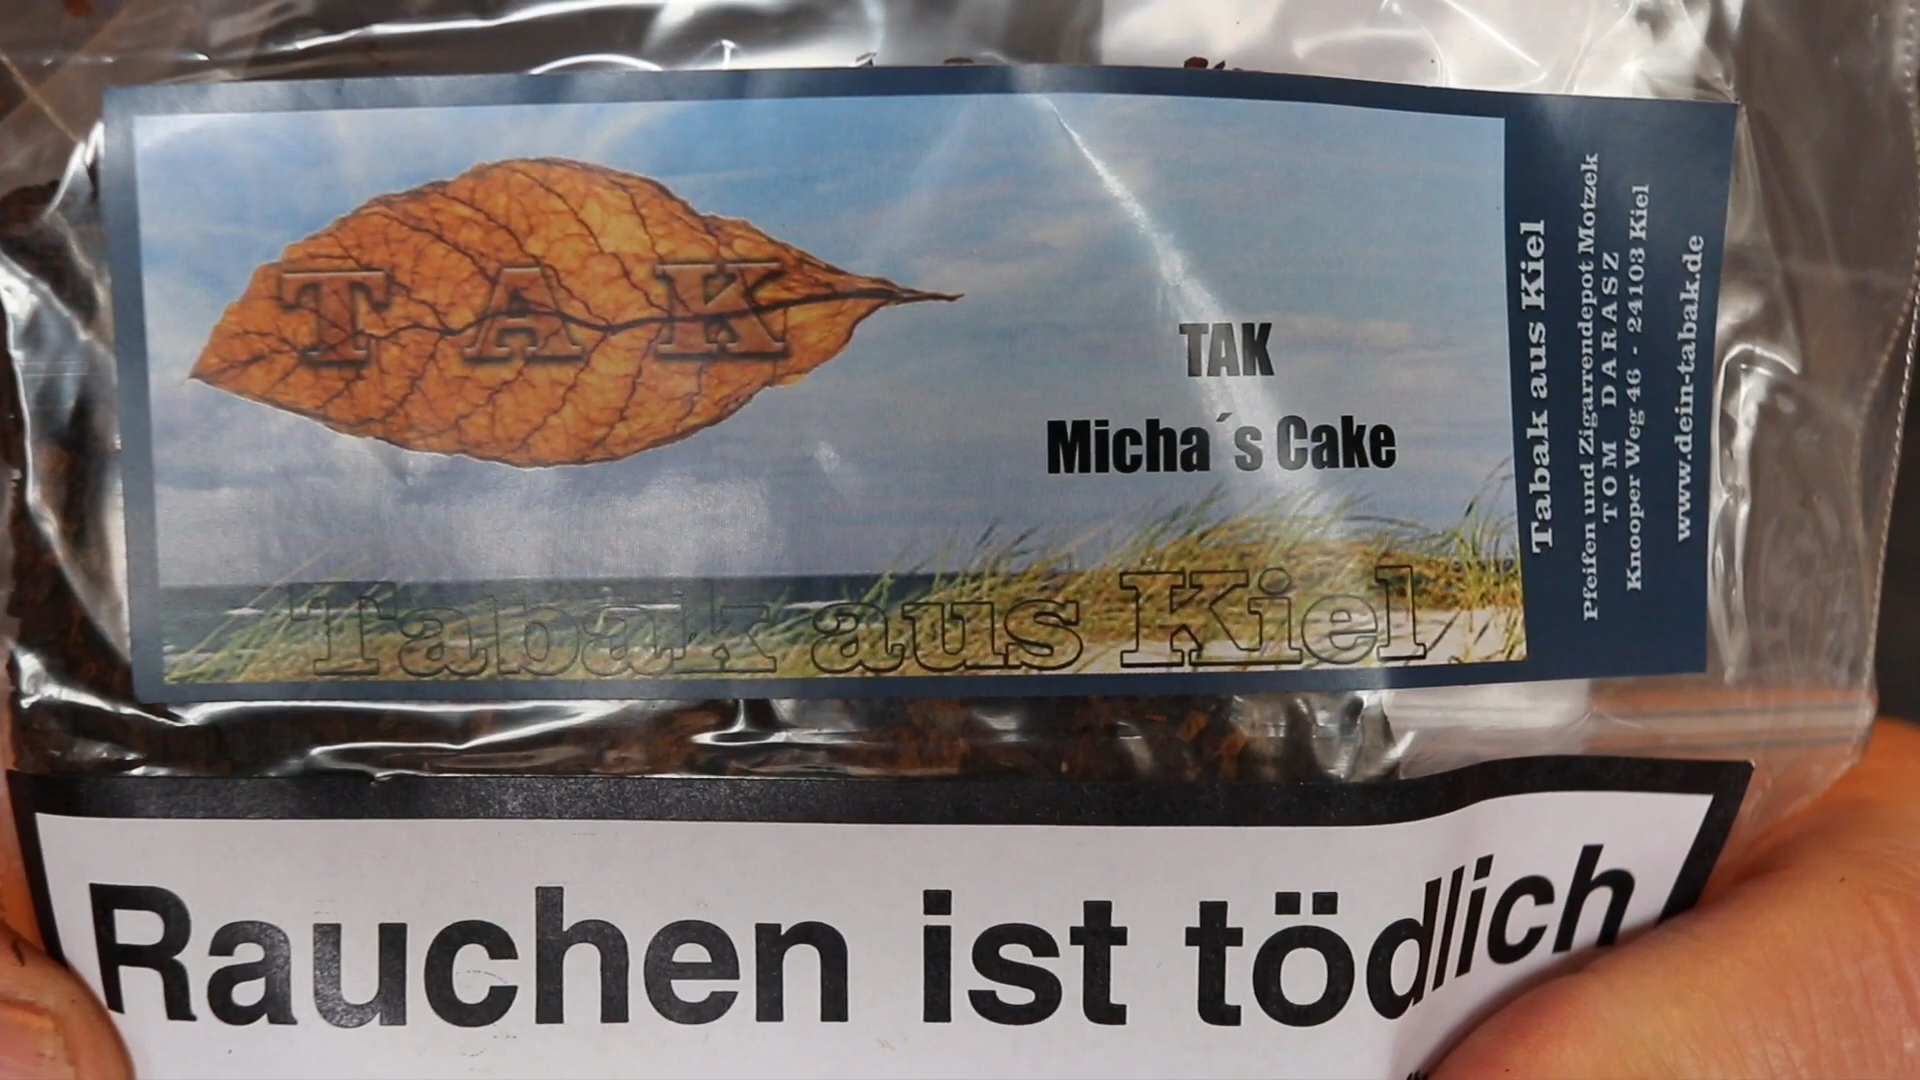 T A K
TAK
Micha´s Cake
Tabak aus Kiel
Tabak aus Kiel
Pfeifen und Zigarrendepot Motzek
TOM DARASZ
Knooper Weg 46 - 24103 Kiel
www.dein-tabak.de
Rauchen ist tödlich